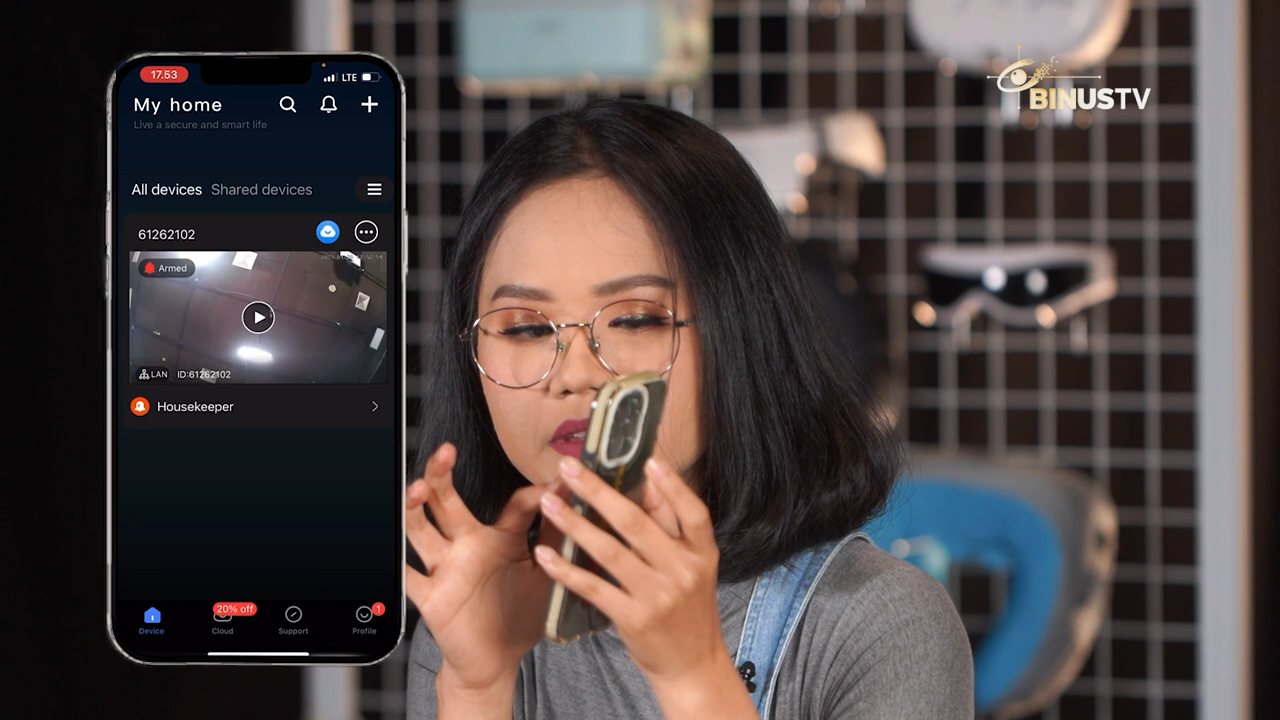 17.53
LTE
My home
Live a secure and smart life
All devices Shared devices
61262102
Armed
LAN ID:61262102
Housekeeper
20% off
1
Device Cloud Support Profile
BINUSTV